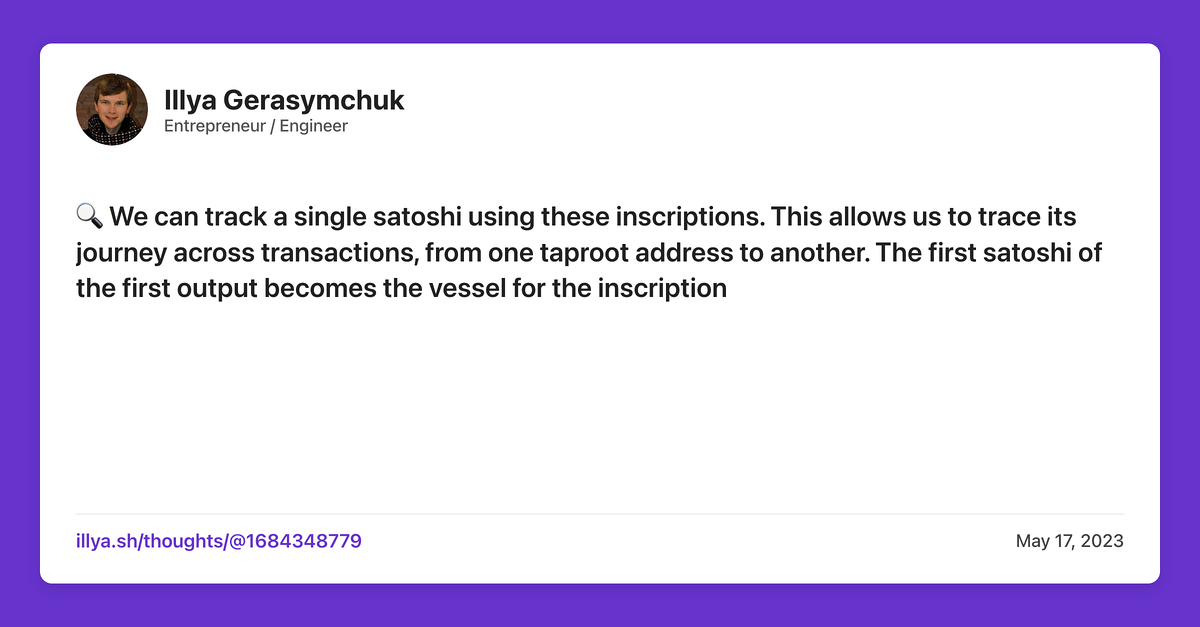 Illya Gerasymchuk
Entrepreneur / Engineer
🔍 We can track a single satoshi using these inscriptions. This allows us to trace its
journey across transactions, from one taproot address to another. The first satoshi of
the first output becomes the vessel for the inscription
illya.sh/thoughts/@1684348779
May 17, 2023